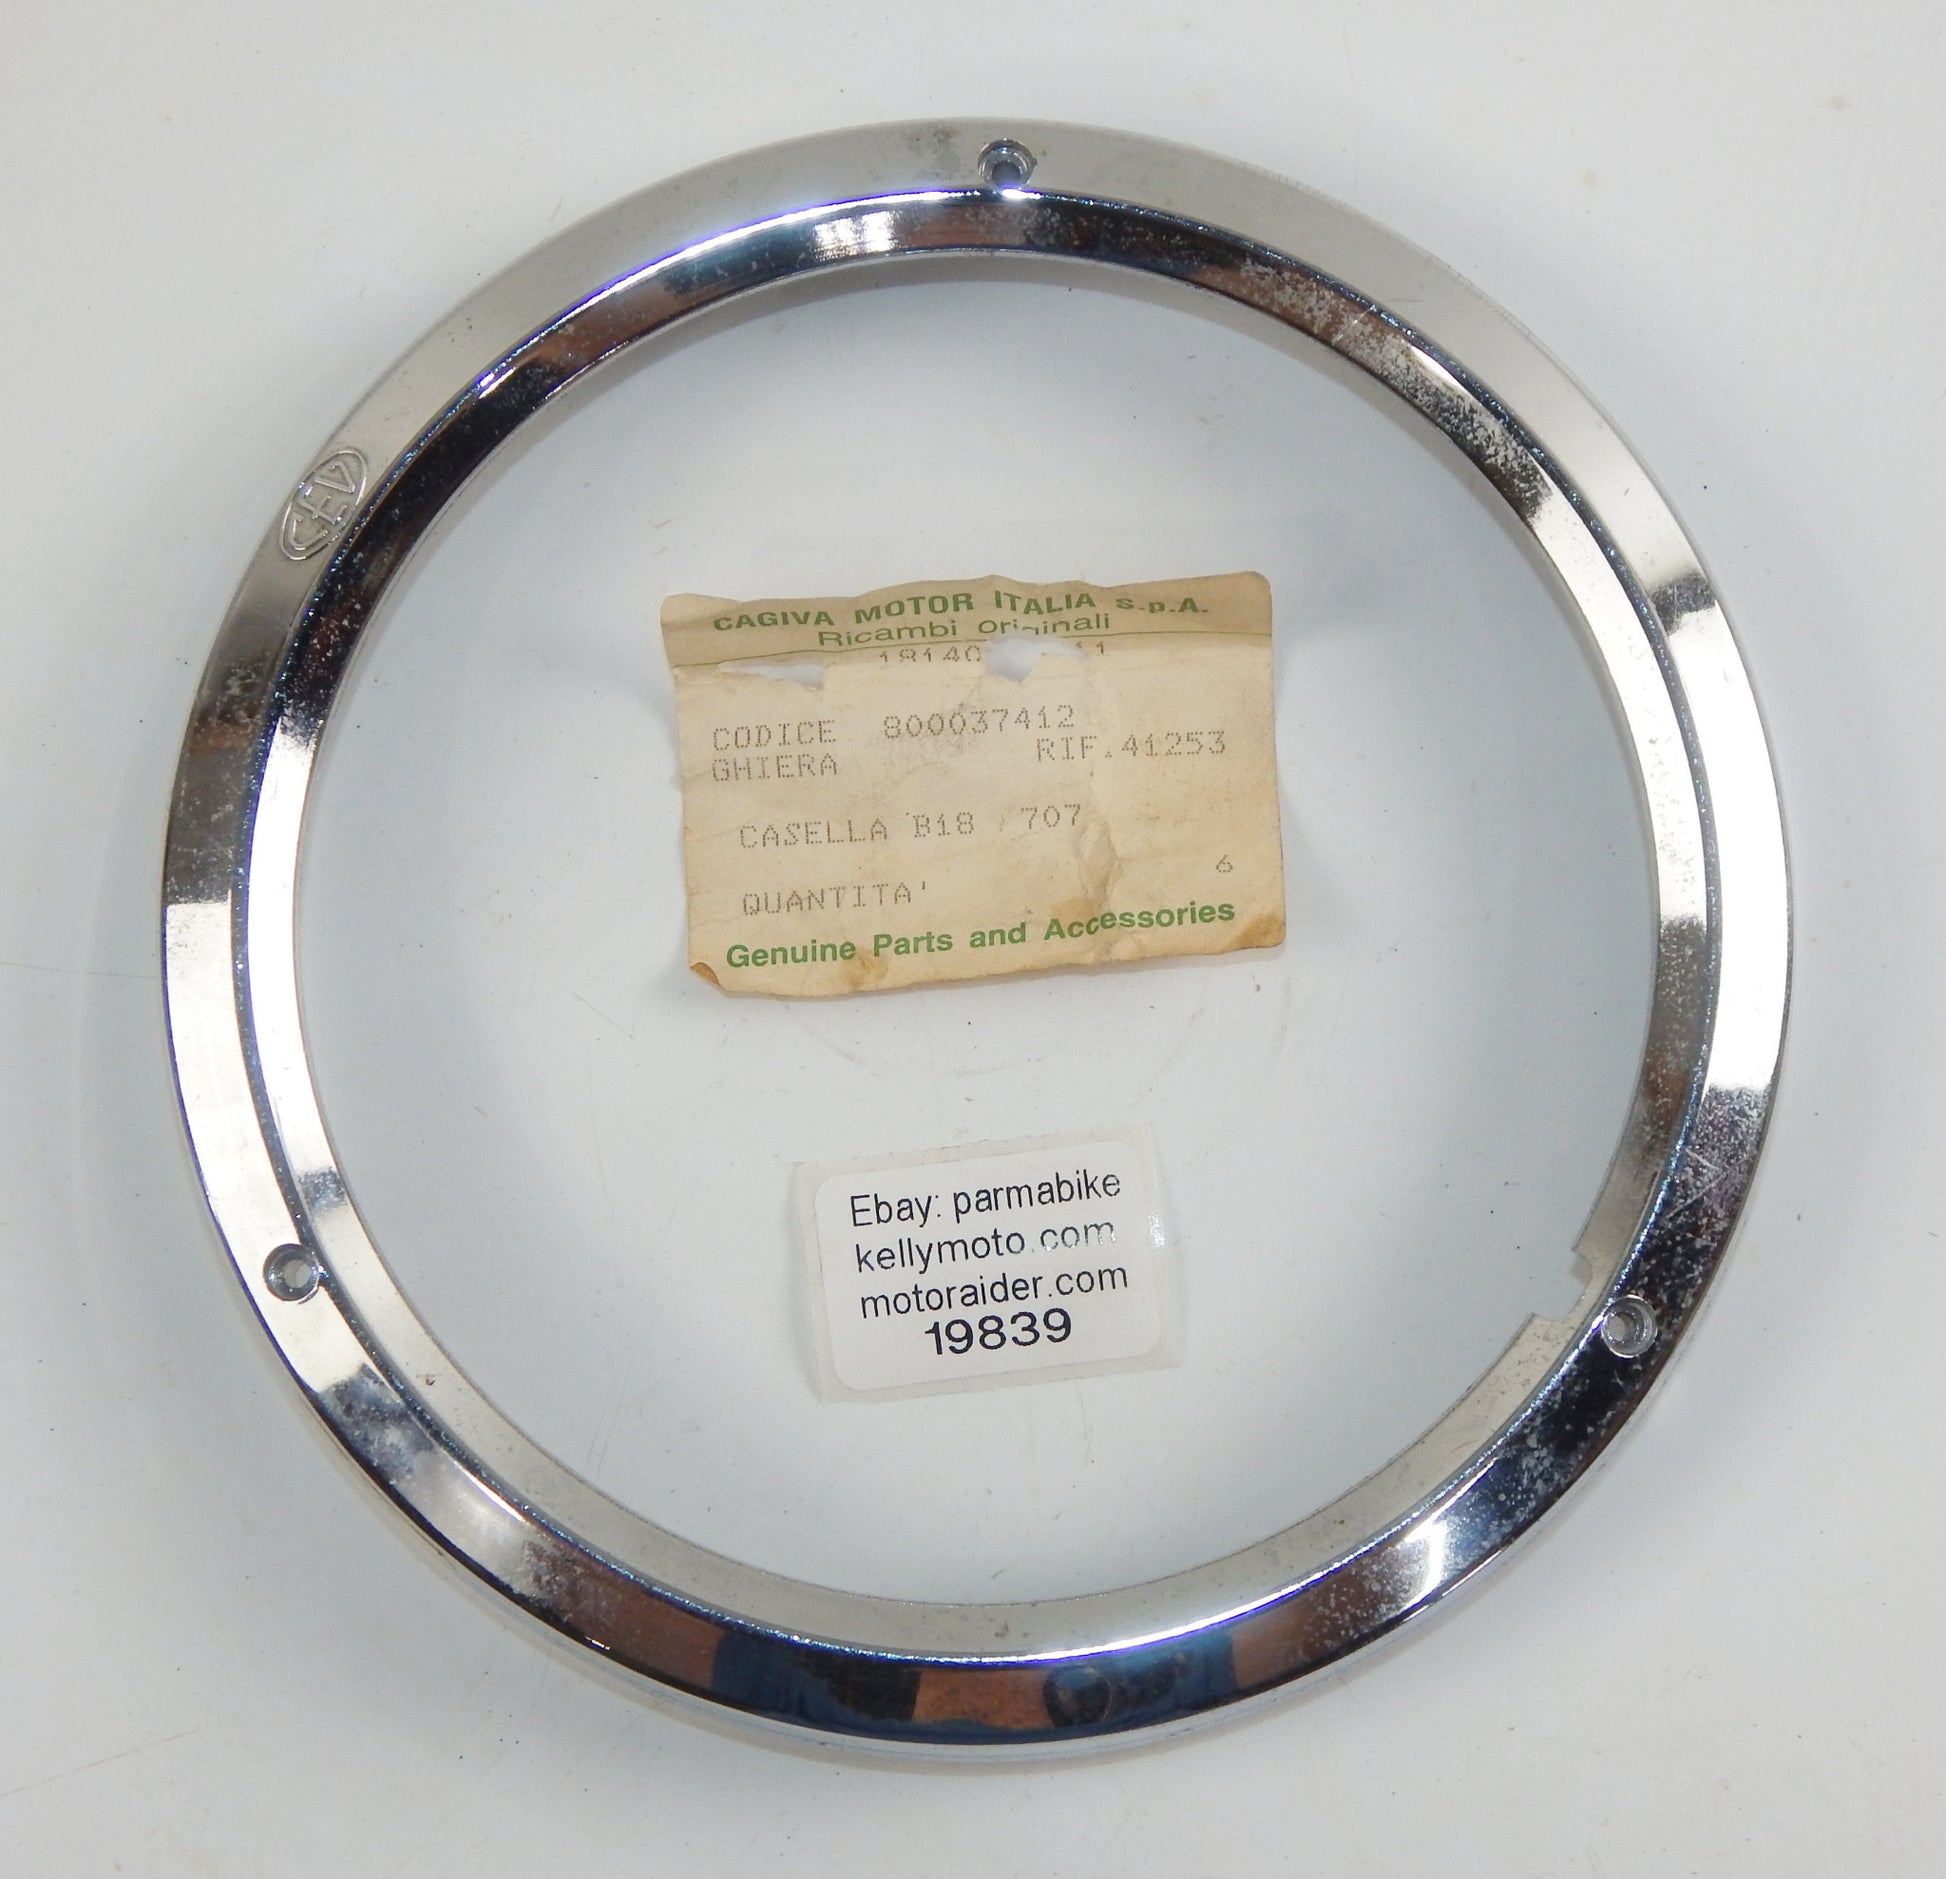 CEV
CAGIVA MOTOR ITALIA S.p.A.
Ricambi originali
CODICE 800037412
GHIERA RIF.41253
CASELLA B18 707
QUANTITA' 6
Genuine Parts and Accessories
Ebay: parmabike
kellymoto.com
motoraider.com
19839